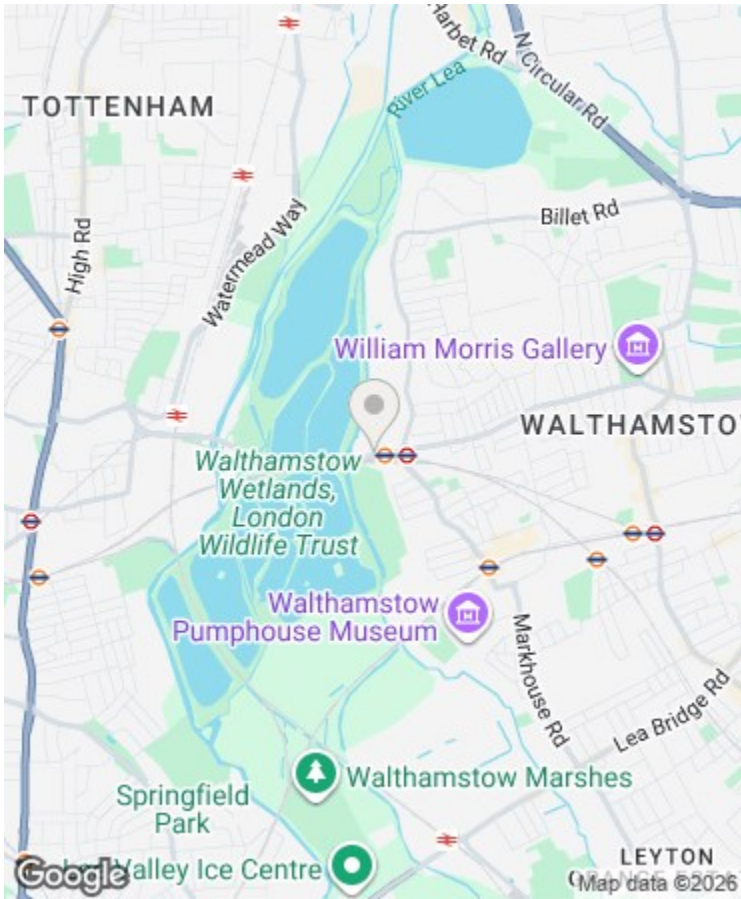 Harbet Rd
N Circular Rd
River Lea
TOTTENHAM
Billet Rd
High Rd
Watermead Way
William Morris Gallery
WALTHAMSTO
Walthamstow
Wetlands,
London
Wildlife Trust
Walthamstow
Pumphouse Museum
Markhouse Rd
Lea Bridge Rd
Walthamstow Marshes
Springfield
Park
Valley Ice Centre
LEYTON
GRANGE ESTAT
Google
Map data ©2026